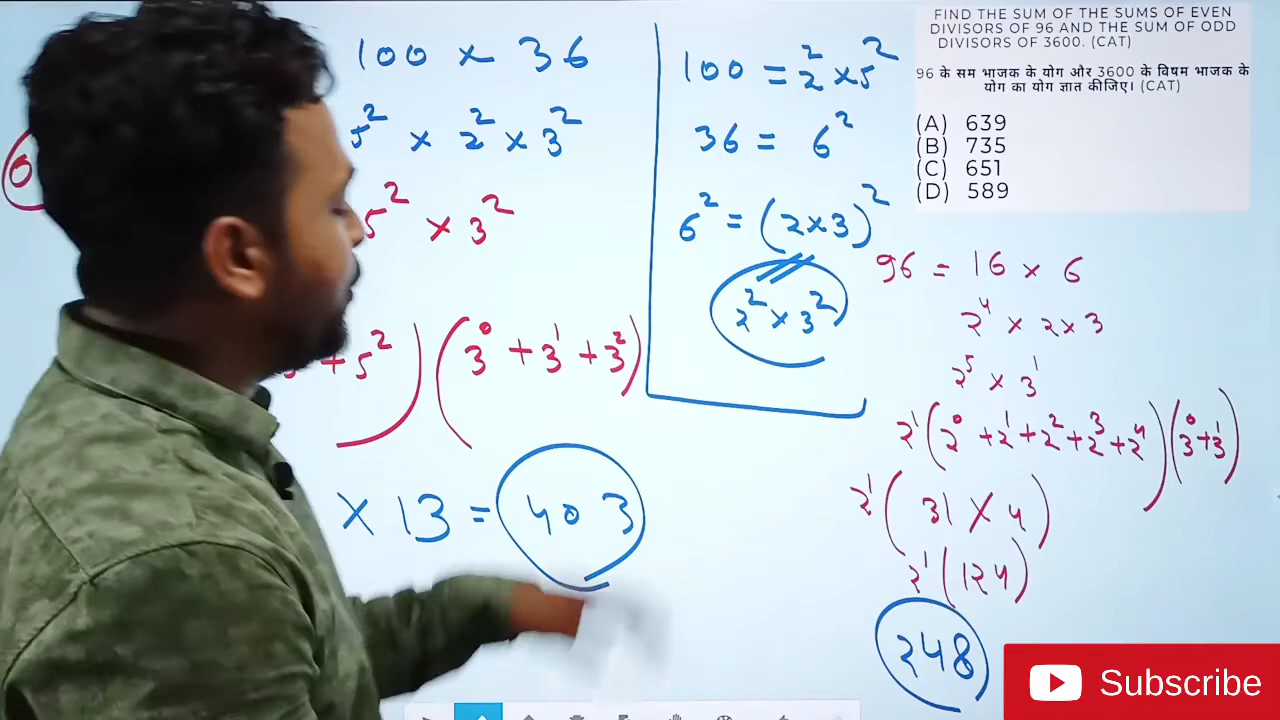 FIND THE SUM OF THE SUMS OF EVEN
DIVISORS OF 96 AND THE SUM OF ODD
DIVISORS OF 3600. (CAT)
96 के सम भाजक के योग और 3600 के विषम भाजक के
योग का योग ज्ञात कीजिए। (CAT)
(A) 639
(B) 735
(C) 651
(D) 589
100 × 36
5² × 2² × 3²
5² × 3²
+ 5²) (3⁰ + 3¹ + 3²)
× 13 = 403
100 = 2² × 5²
36 = 6²
6² = (2×3)²
2² × 3²
96 = 16 × 6
2⁴ × 2 × 3
2⁵ × 3¹
2¹(2⁰ + 2¹ + 2² + 2³ + 2⁴)(3⁰ + 3¹)
2¹(31 × 4)
2¹(124)
248
Subscribe